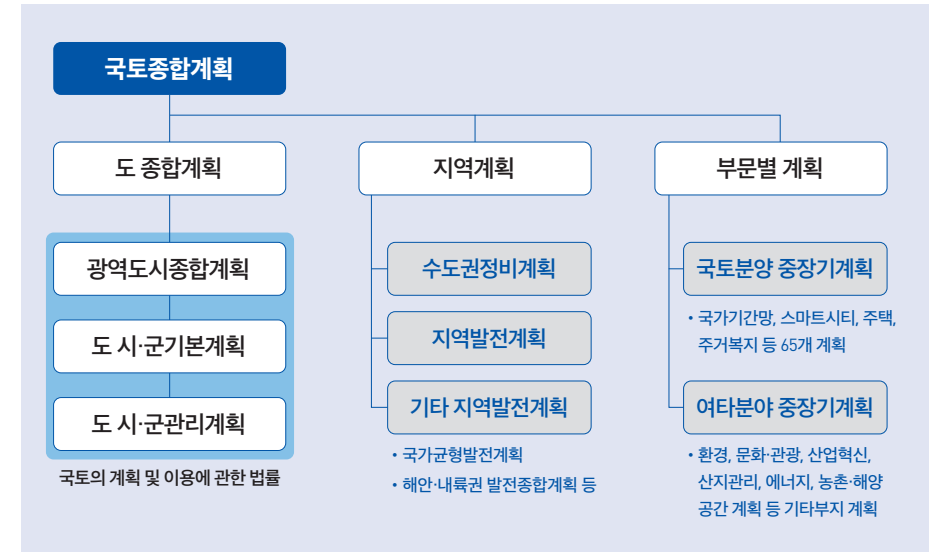 국토종합계획
도 종합계획
지역계획
부문별 계획
광역도시종합계획
도 시·군기본계획
도 시·군관리계획
국토의 계획 및 이용에 관한 법률
수도권정비계획
지역발전계획
기타 지역발전계획
• 국가균형발전계획
• 해안·내륙권 발전종합계획 등
국토분양 중장기계획
• 국가기간망, 스마트시티, 주택,
주거복지 등 65개 계획
여타분야 중장기계획
• 환경, 문화·관광, 산업혁신,
산지관리, 에너지, 농촌·해양
공간 계획 등 기타부지 계획